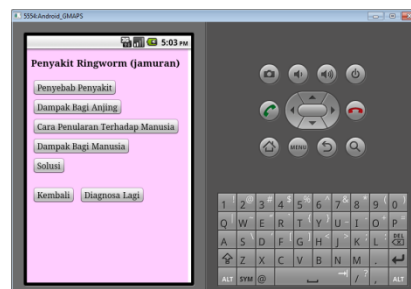 5554:Android_GMAPS
5:03 PM
Penyakit Ringworm (jamuran)
Penyebab Penyakit
Dampak Bagi Anjing
Cara Penularan Terhadap Manusia
Dampak Bagi Manusia
Solusi
Kembali Diagnosa Lagi
MENU
1 ! 2 @ 3 # 4 $ 5 % 6 ^ 7 & 8 * 9 ( 0 )
Q W E R T Y U I O P
A S D F G H J K L DEL
Z X C V B N M .
ALT SYM @ / ? , ALT